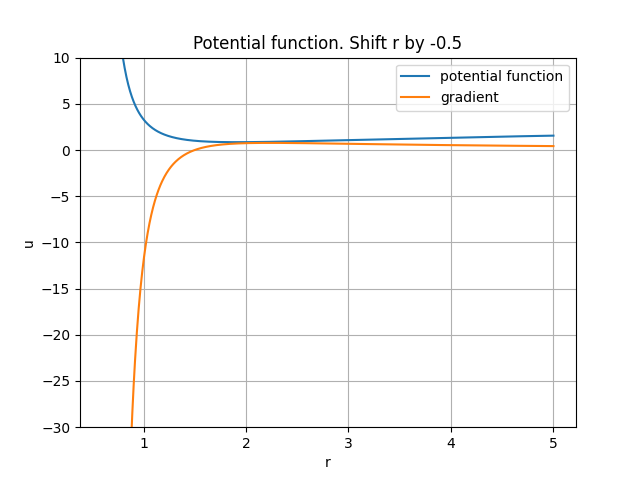 Potential function. Shift r by -0.5
potential function
gradient
u
10
5
0
−5
−10
−15
−20
−25
−30
1
2
3
4
5
r